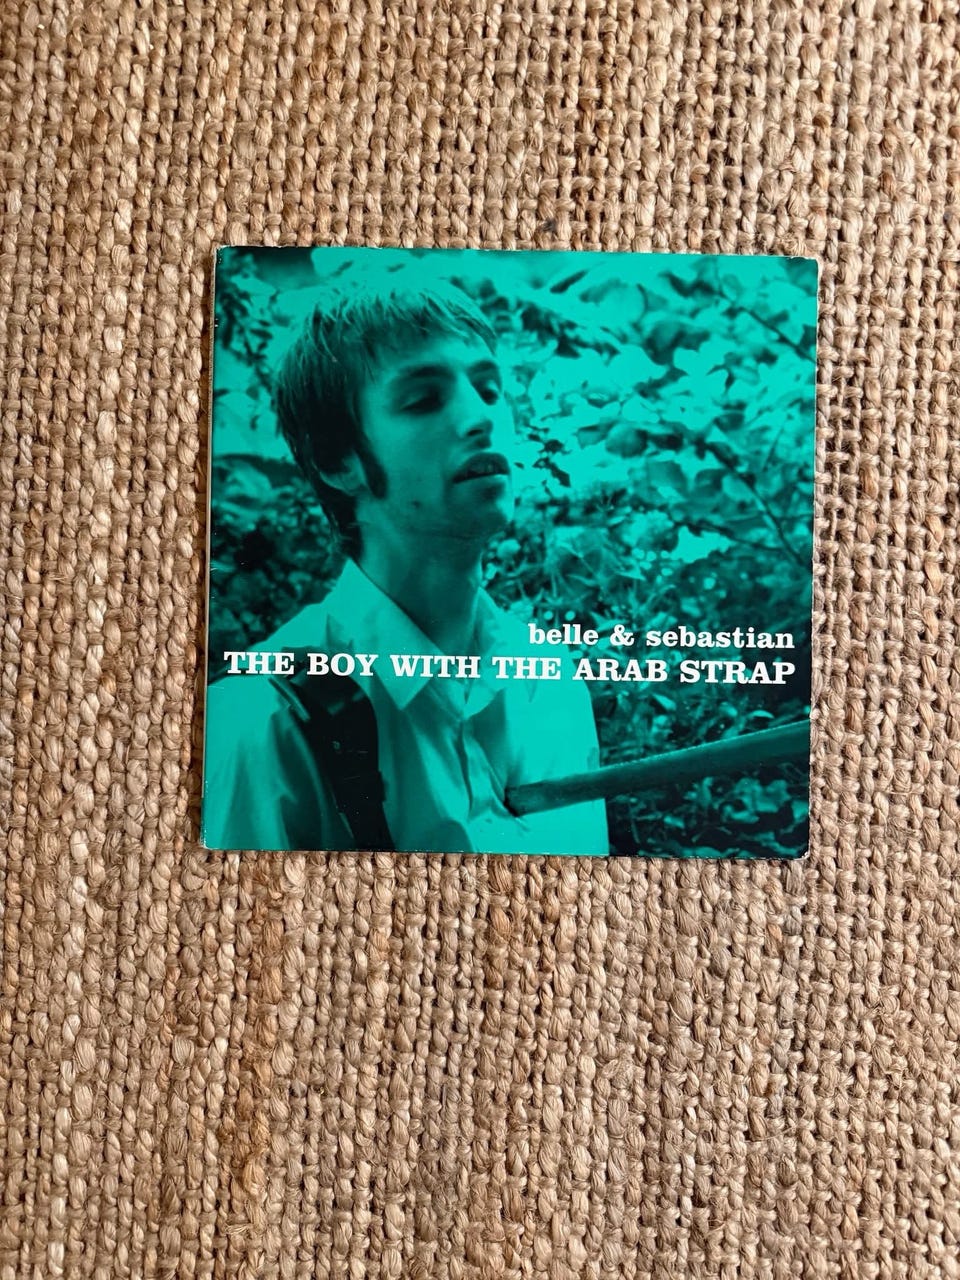 belle & sebastian
THE BOY WITH THE ARAB STRAP